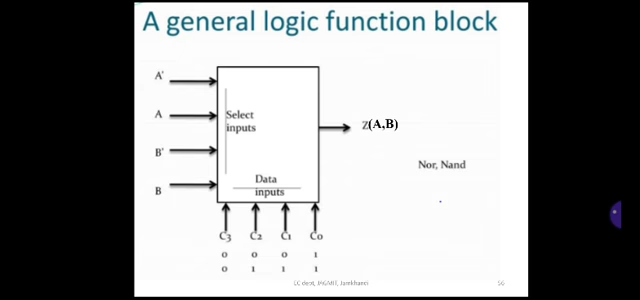 A general logic function block
A'
A
B'
B
Select
inputs
Z(A,B)
Nor, Nand
Data
inputs
C3 C2 C1 C0
0 0 0 1
0 1 1 1
56